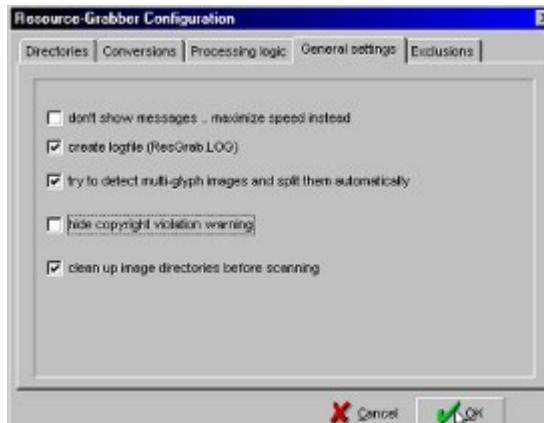 Resource-Grabber Configuration
Directories Conversions Processing logic General settings Exclusions
don't show messages .. maximize speed instead
create logfile (ResGrab.LOG)
try to detect multi-glyph images and split them automatically
hide copyright violation warning
clean up image directories before scanning
Cancel OK